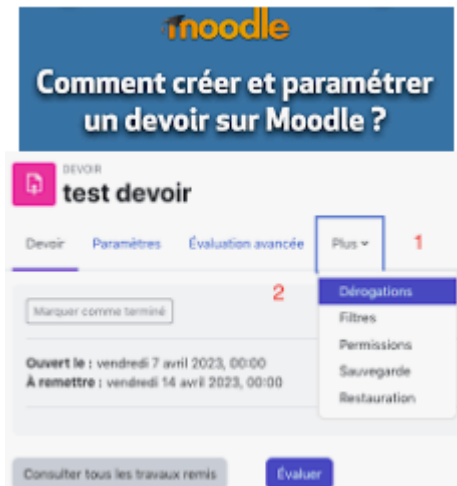 moodle
Comment créer et paramétrer
un devoir sur Moodle ?
DEVOIR
test devoir
Devoir Paramètres Évaluation avancée Plus 1
2 Dérogations
Marquer comme terminé
Filtres
Permissions
Ouvert le : vendredi 7 avril 2023, 00:00
Sauvegarde
À remettre : vendredi 14 avril 2023, 00:00
Restauration
Consulter tous les travaux remis Évaluer